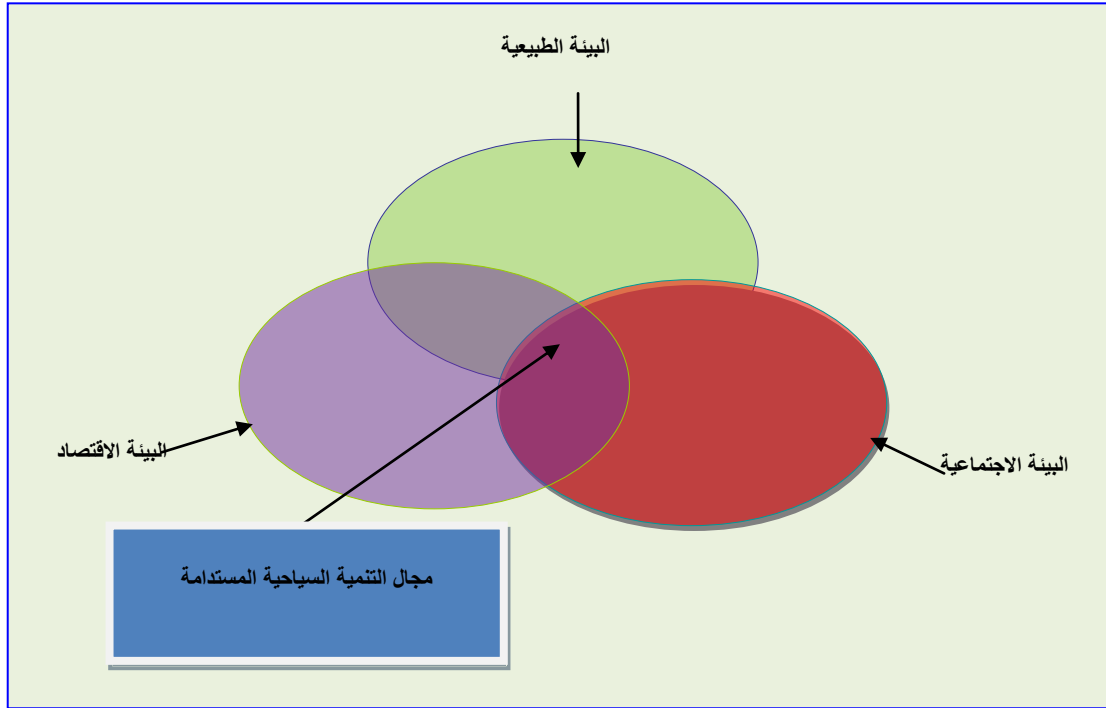 البيئة الطبيعية
البيئة الاقتصاد
البيئة الاجتماعية
مجال التنمية السياحية المستدامة